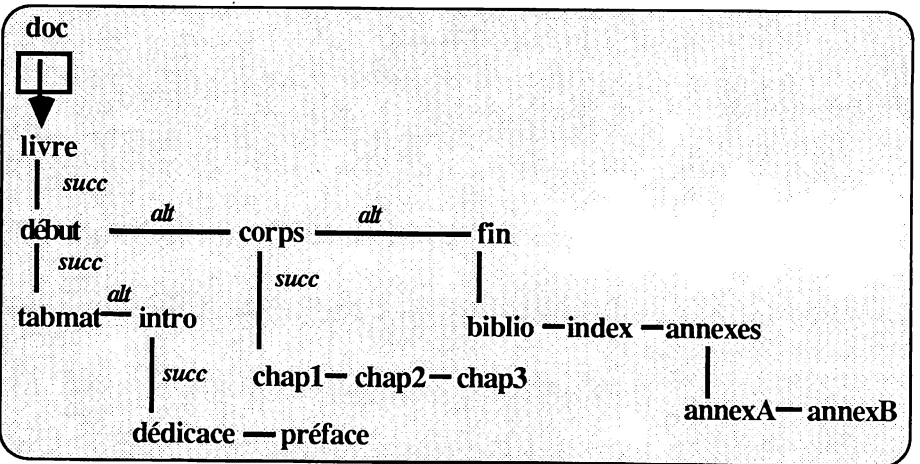 doc
livre
succ
début alt corps alt fin
succ succ
tabmat alt intro
biblio index annexes
succ chap1 chap2 chap3
annexA annexB
dédicace préface